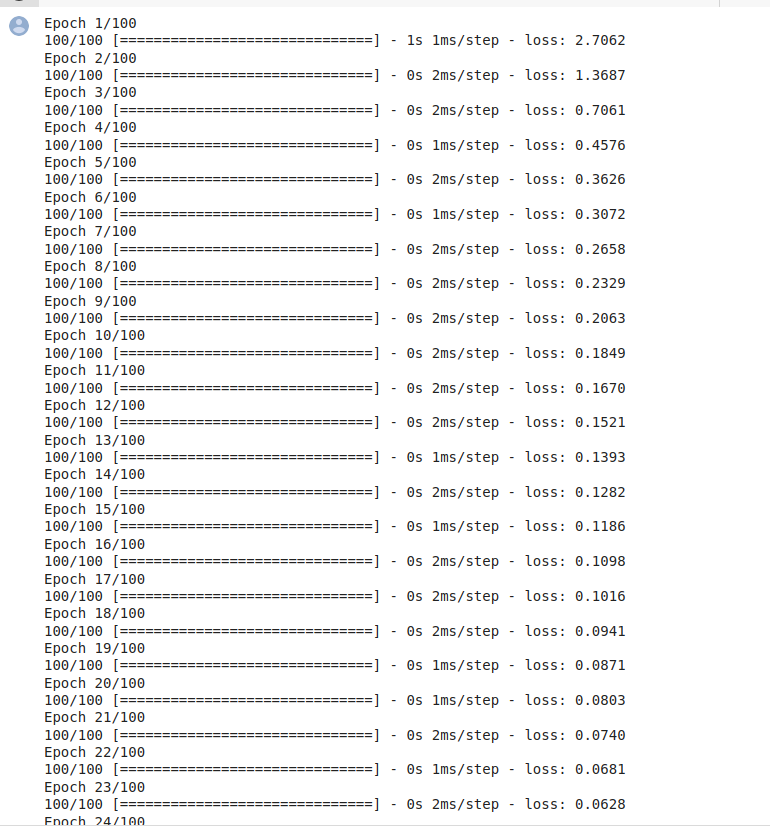 Epoch 1/100
100/100 [==============================] - 1s 1ms/step - loss: 2.7062
Epoch 2/100
100/100 [==============================] - 0s 2ms/step - loss: 1.3687
Epoch 3/100
100/100 [==============================] - 0s 2ms/step - loss: 0.7061
Epoch 4/100
100/100 [==============================] - 0s 1ms/step - loss: 0.4576
Epoch 5/100
100/100 [==============================] - 0s 2ms/step - loss: 0.3626
Epoch 6/100
100/100 [==============================] - 0s 1ms/step - loss: 0.3072
Epoch 7/100
100/100 [==============================] - 0s 2ms/step - loss: 0.2658
Epoch 8/100
100/100 [==============================] - 0s 2ms/step - loss: 0.2329
Epoch 9/100
100/100 [==============================] - 0s 2ms/step - loss: 0.2063
Epoch 10/100
100/100 [==============================] - 0s 2ms/step - loss: 0.1849
Epoch 11/100
100/100 [==============================] - 0s 2ms/step - loss: 0.1670
Epoch 12/100
100/100 [==============================] - 0s 2ms/step - loss: 0.1521
Epoch 13/100
100/100 [==============================] - 0s 1ms/step - loss: 0.1393
Epoch 14/100
100/100 [==============================] - 0s 2ms/step - loss: 0.1282
Epoch 15/100
100/100 [==============================] - 0s 1ms/step - loss: 0.1186
Epoch 16/100
100/100 [==============================] - 0s 2ms/step - loss: 0.1098
Epoch 17/100
100/100 [==============================] - 0s 2ms/step - loss: 0.1016
Epoch 18/100
100/100 [==============================] - 0s 2ms/step - loss: 0.0941
Epoch 19/100
100/100 [==============================] - 0s 1ms/step - loss: 0.0871
Epoch 20/100
100/100 [==============================] - 0s 1ms/step - loss: 0.0803
Epoch 21/100
100/100 [==============================] - 0s 2ms/step - loss: 0.0740
Epoch 22/100
100/100 [==============================] - 0s 1ms/step - loss: 0.0681
Epoch 23/100
100/100 [==============================] - 0s 2ms/step - loss: 0.0628
Epoch 24/100